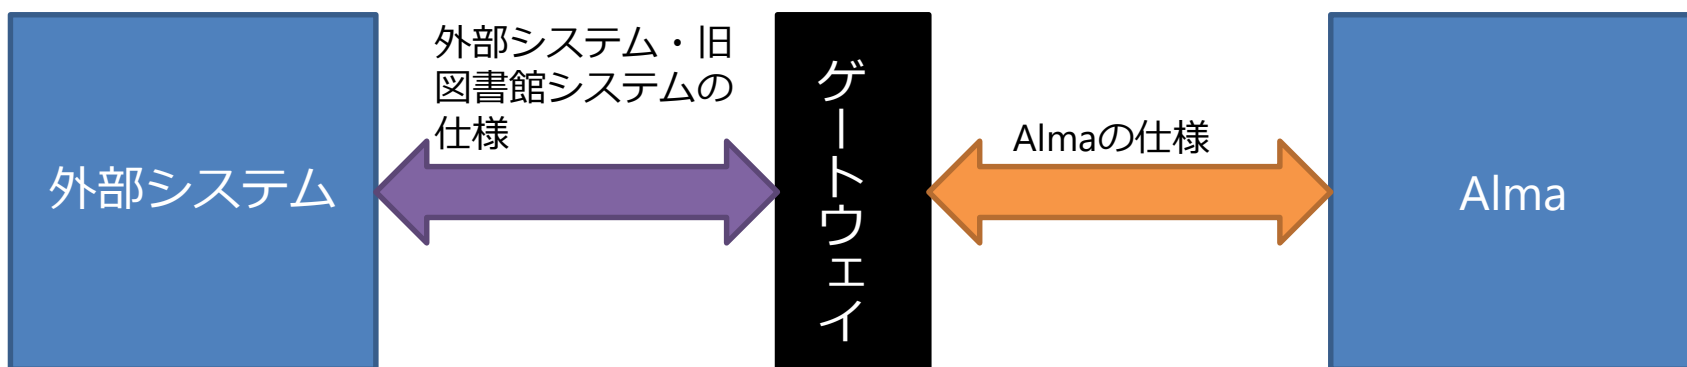 外部システム
外部システム・旧
図書館システムの
仕様
ゲートウェイ
Almaの仕様
Alma